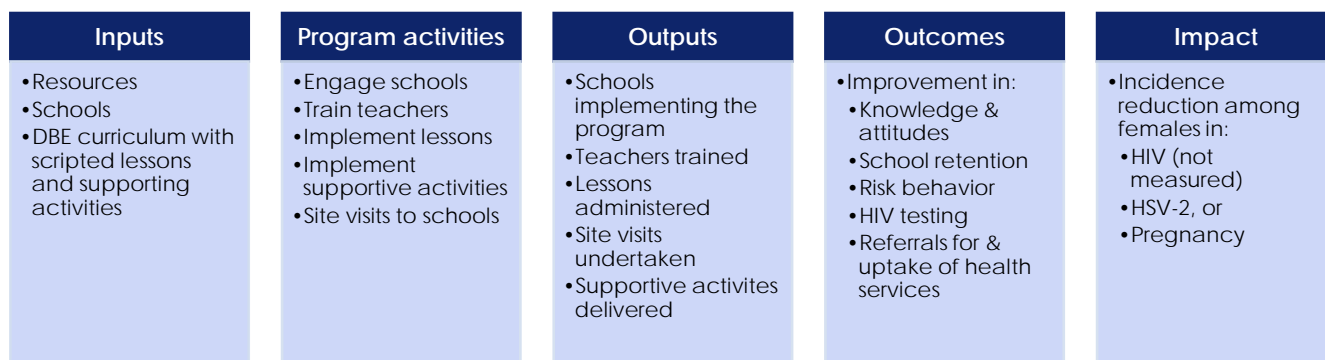 Inputs
•Resources
•Schools
•DBE curriculum with
scripted lessons
and supporting
activities
Program activities
•Engage schools
•Train teachers
•Implement lessons
•Implement
supportive activities
•Site visits to schools
Outputs
•Schools
implementing the
program
•Teachers trained
•Lessons
administered
•Site visits
undertaken
•Supportive activites
delivered
Outcomes
•Improvement in:
•Knowledge &
attitudes
•School retention
•Risk behavior
•HIV testing
•Referrals for &
uptake of health
services
Impact
•Incidence
reduction among
females in:
•HIV (not
measured)
•HSV-2, or
•Pregnancy